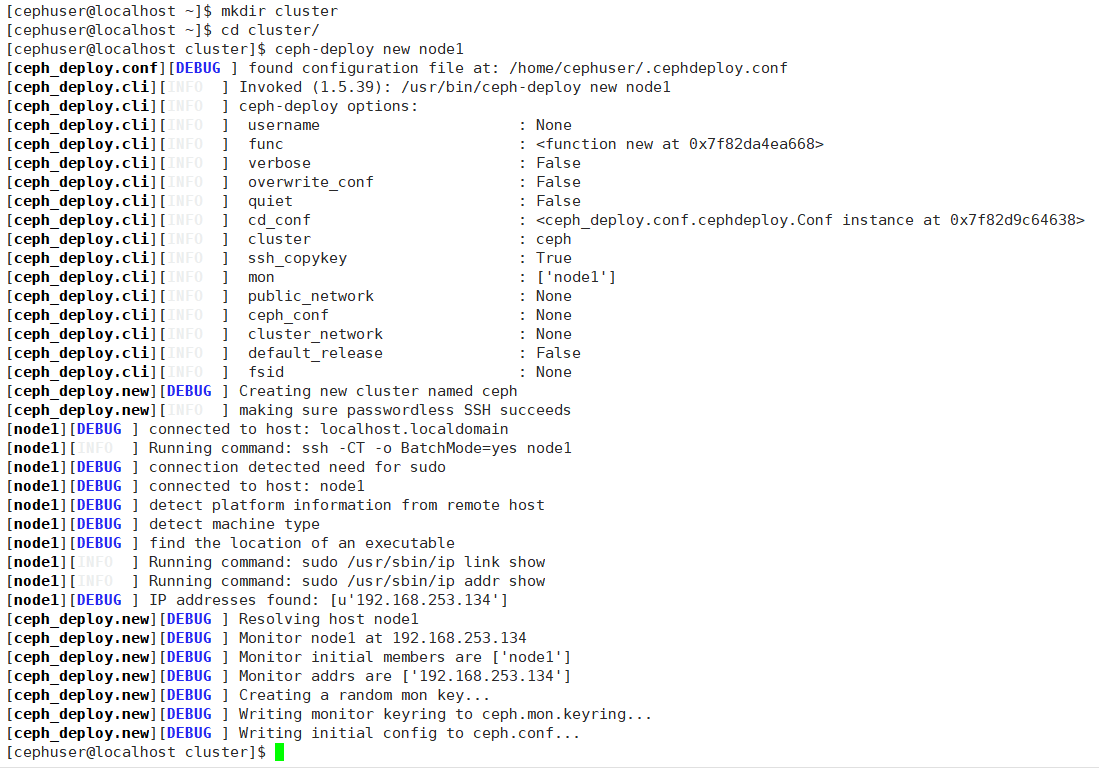 [cephuser@localhost ~]$ mkdir cluster
[cephuser@localhost ~]$ cd cluster/
[cephuser@localhost cluster]$ ceph-deploy new node1
[ceph_deploy.conf][DEBUG ] found configuration file at: /home/cephuser/.cephdeploy.conf
[ceph_deploy.cli][INFO  ] Invoked (1.5.39): /usr/bin/ceph-deploy new node1
[ceph_deploy.cli][INFO  ] ceph-deploy options:
[ceph_deploy.cli][INFO  ]  username                      : None
[ceph_deploy.cli][INFO  ]  func                          : <function new at 0x7f82da4ea668>
[ceph_deploy.cli][INFO  ]  verbose                       : False
[ceph_deploy.cli][INFO  ]  overwrite_conf                : False
[ceph_deploy.cli][INFO  ]  quiet                         : False
[ceph_deploy.cli][INFO  ]  cd_conf                       : <ceph_deploy.conf.cephdeploy.Conf instance at 0x7f82d9c64638>
[ceph_deploy.cli][INFO  ]  cluster                       : ceph
[ceph_deploy.cli][INFO  ]  ssh_copykey                   : True
[ceph_deploy.cli][INFO  ]  mon                           : ['node1']
[ceph_deploy.cli][INFO  ]  public_network                : None
[ceph_deploy.cli][INFO  ]  ceph_conf                     : None
[ceph_deploy.cli][INFO  ]  cluster_network               : None
[ceph_deploy.cli][INFO  ]  default_release               : False
[ceph_deploy.cli][INFO  ]  fsid                          : None
[ceph_deploy.new][DEBUG ] Creating new cluster named ceph
[ceph_deploy.new][INFO  ] making sure passwordless SSH succeeds
[node1][DEBUG ] connected to host: localhost.localdomain
[node1][INFO  ] Running command: ssh -CT -o BatchMode=yes node1
[node1][DEBUG ] connection detected need for sudo
[node1][DEBUG ] connected to host: node1
[node1][DEBUG ] detect platform information from remote host
[node1][DEBUG ] detect machine type
[node1][DEBUG ] find the location of an executable
[node1][INFO  ] Running command: sudo /usr/sbin/ip link show
[node1][INFO  ] Running command: sudo /usr/sbin/ip addr show
[node1][DEBUG ] IP addresses found: [u'192.168.253.134']
[ceph_deploy.new][DEBUG ] Resolving host node1
[ceph_deploy.new][DEBUG ] Monitor node1 at 192.168.253.134
[ceph_deploy.new][DEBUG ] Monitor initial members are ['node1']
[ceph_deploy.new][DEBUG ] Monitor addrs are ['192.168.253.134']
[ceph_deploy.new][DEBUG ] Creating a random mon key...
[ceph_deploy.new][DEBUG ] Writing monitor keyring to ceph.mon.keyring...
[ceph_deploy.new][DEBUG ] Writing initial config to ceph.conf...
[cephuser@localhost cluster]$